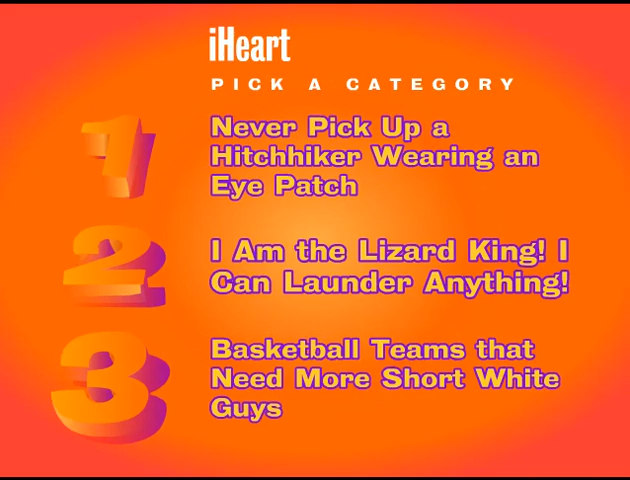 iHeart
PICK A CATEGORY
1
Never Pick Up a
Hitchhiker Wearing an
Eye Patch
2
I Am the Lizard King! I
Can Launder Anything!
3
Basketball Teams that
Need More Short White
Guys